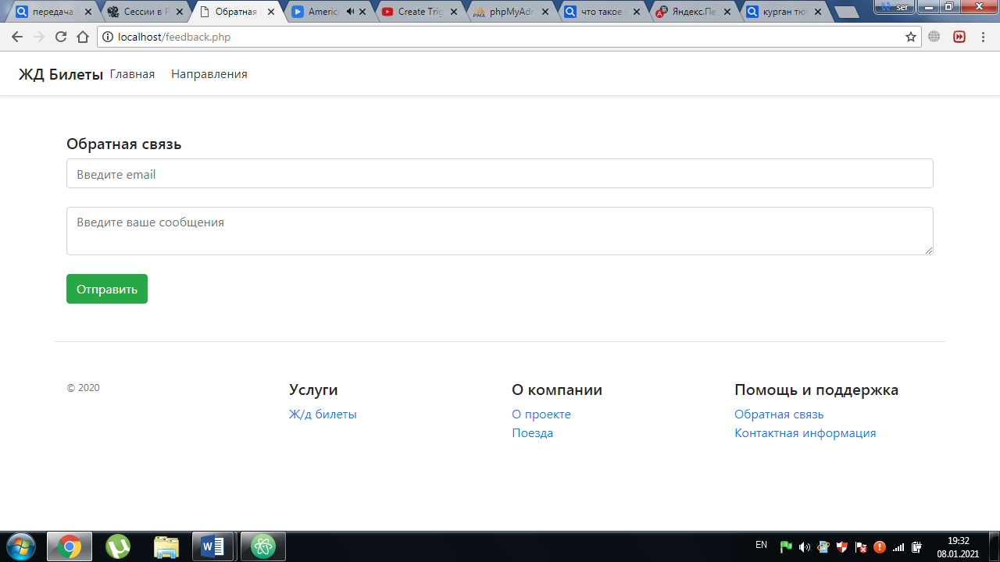 передача
Сессии в P
Обратная
America
Create Trig
phpMyAdm
что такое
Яндекс.Пе
курган тю
ser
localhost/feedback.php
ЖД Билеты Главная Направления
Обратная связь
Введите email
Введите ваше сообщения
Отправить
© 2020
Услуги
Ж/д билеты
О компании
О проекте
Поезда
Помощь и поддержка
Обратная связь
Контактная информация
EN
19:32
08.01.2021